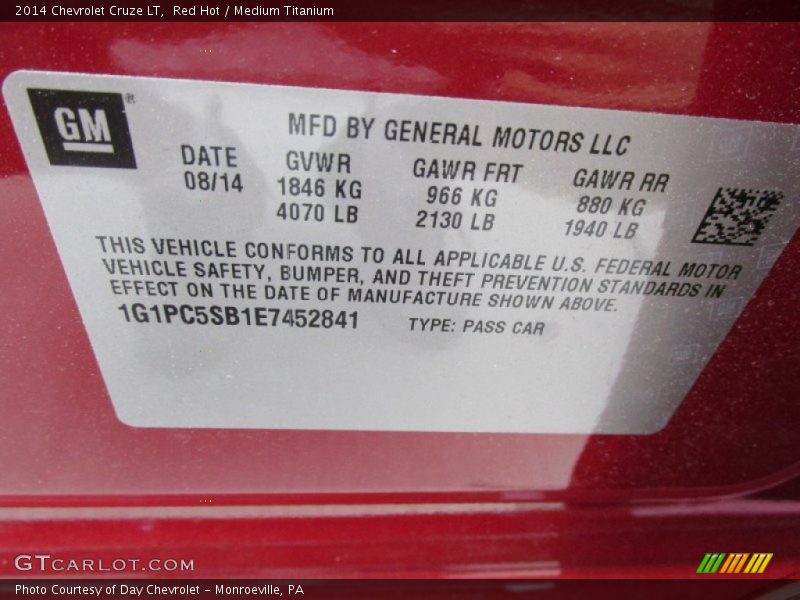 2014 Chevrolet Cruze LT,  Red Hot / Medium Titanium
GM®
MFD BY GENERAL MOTORS LLC
DATE GVWR GAWR FRT GAWR RR
08/14 1846 KG 966 KG 880 KG
4070 LB 2130 LB 1940 LB
THIS VEHICLE CONFORMS TO ALL APPLICABLE U.S. FEDERAL MOTOR
VEHICLE SAFETY, BUMPER, AND THEFT PREVENTION STANDARDS IN
EFFECT ON THE DATE OF MANUFACTURE SHOWN ABOVE.
1G1PC5SB1E7452841 TYPE: PASS CAR
GTCARLOT.COM
Photo Courtesy of Day Chevrolet - Monroeville, PA